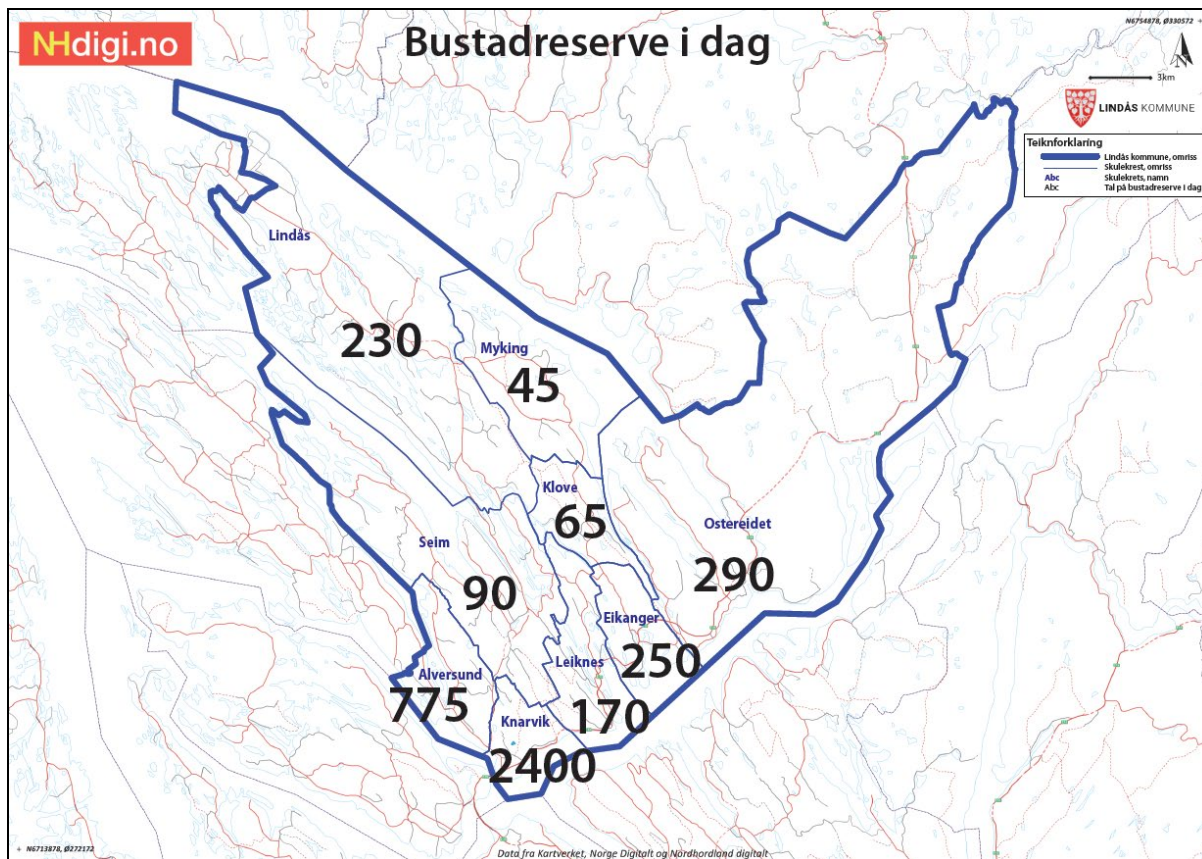 NHdigi.no
Bustadreserve i dag
N6754878, Ø330572 +
3km
LINDÅS KOMMUNE
Teiknforklaring
Lindås kommune, omriss
Skulekrest, omriss
Abc Skulekrets, namn
Abc Tal på bustadreserve i dag
Lindås
230
Myking
45
Klove
65
Ostereidet
290
Seim
90
Eikanger
250
Leiknes
170
Alversund
775
Knarvik
2400
+ N6713878, Ø272172
Data fra Kartverket, Norge Digitalt og Nordhordland digitalt